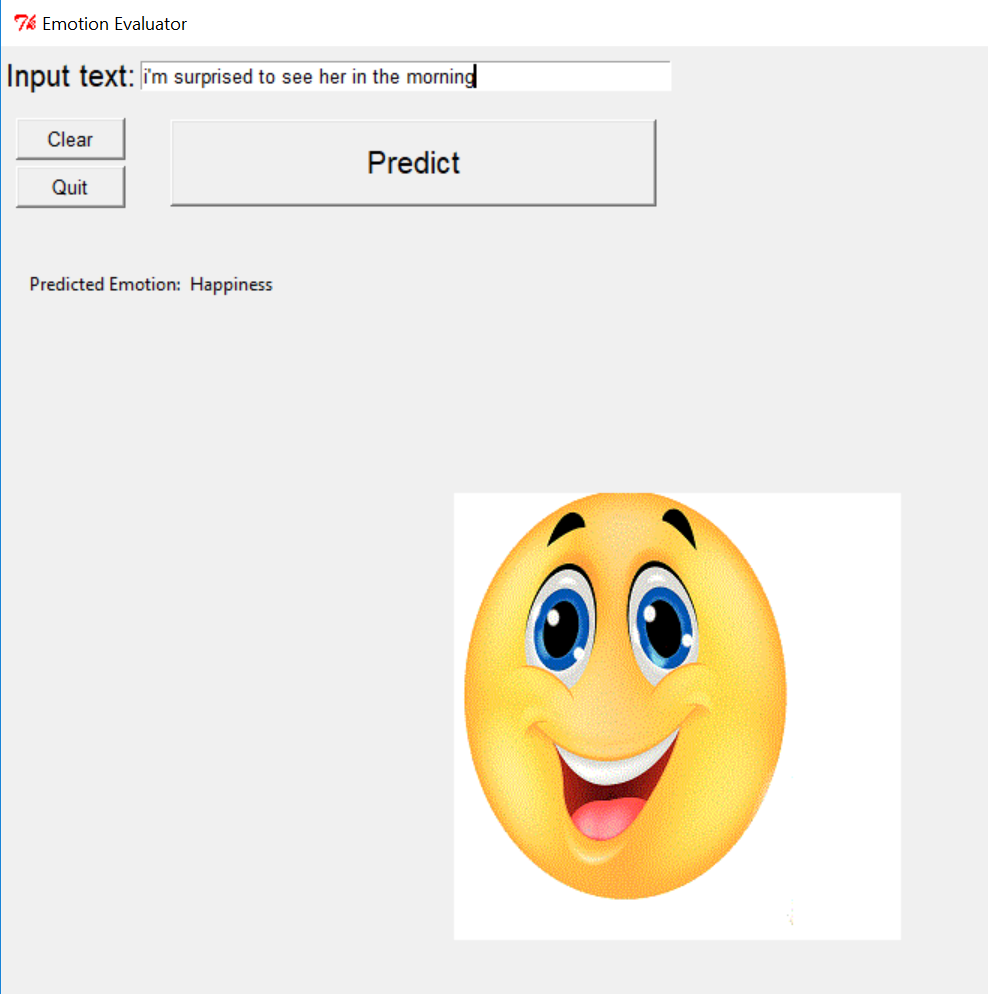 Emotion Evaluator
Input text: i'm surprised to see her in the morning
Clear
Predict
Quit
Predicted Emotion: Happiness